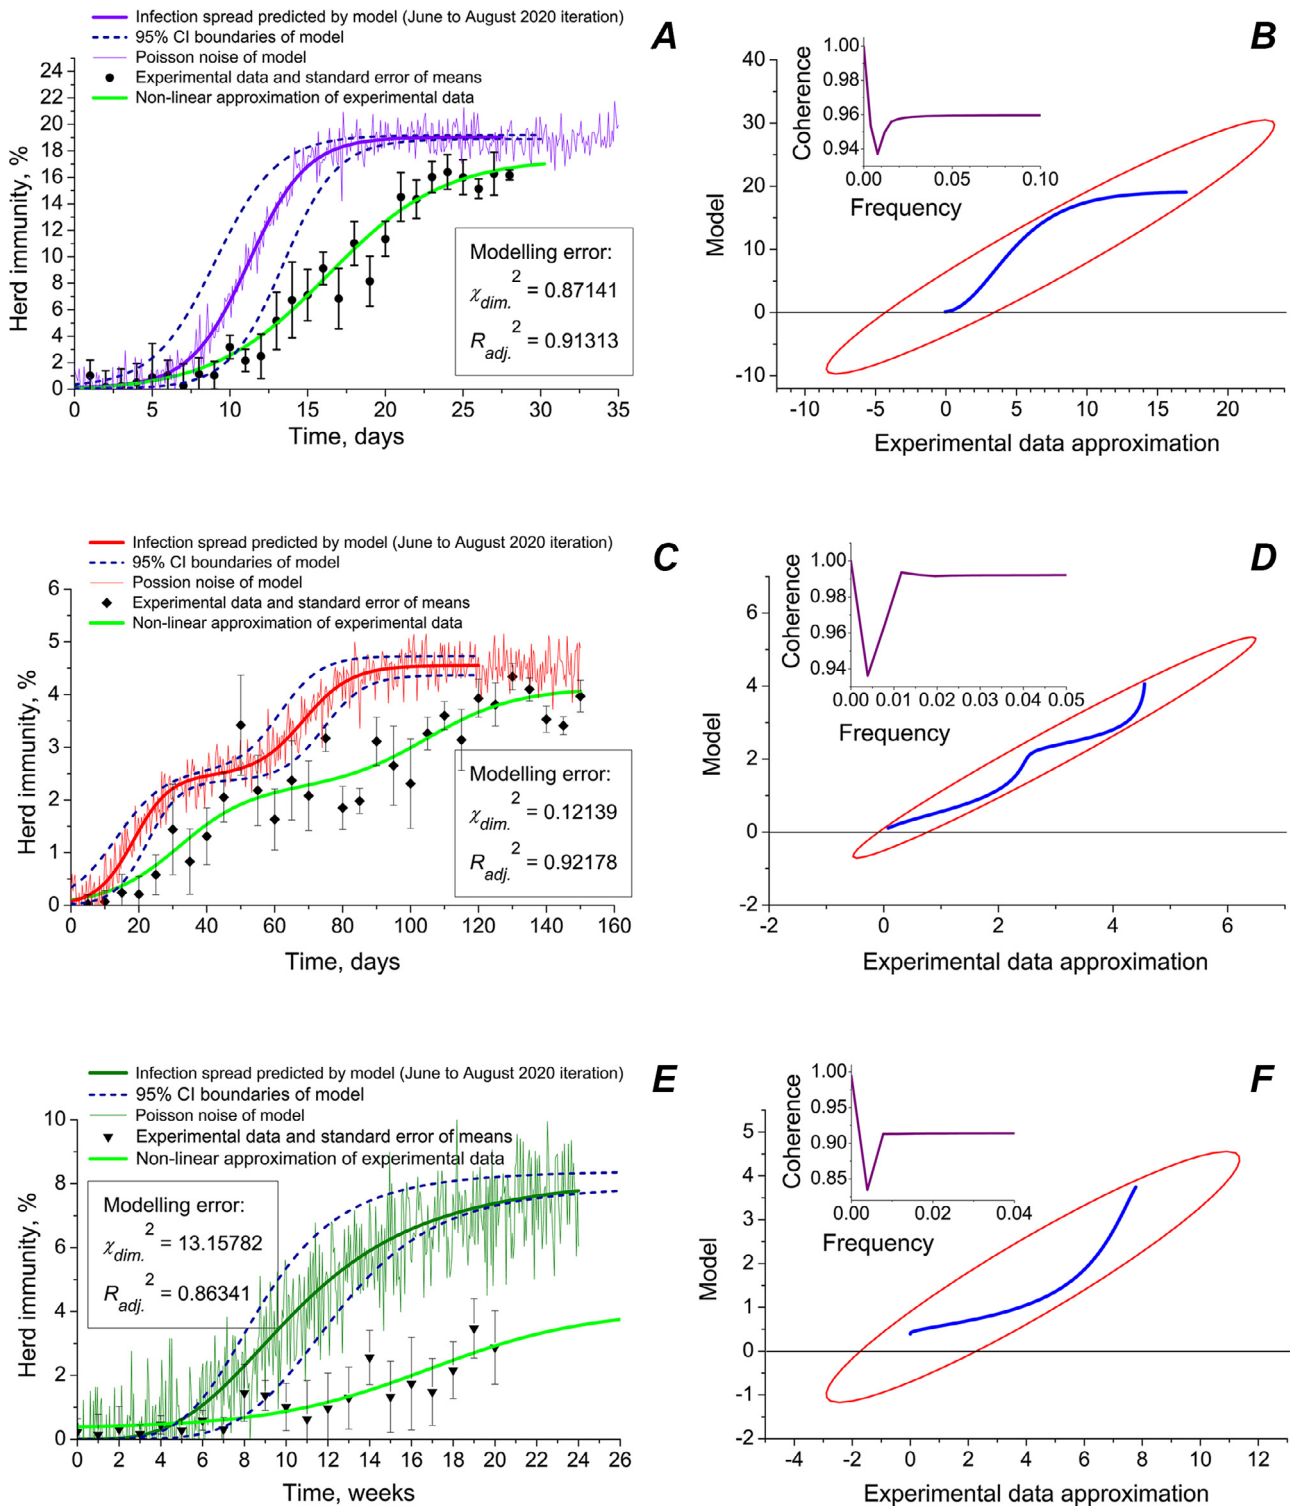 Infection spread predicted by model (June to August 2020 iteration)
95% CI boundaries of model
Poisson noise of model
Experimental data and standard error of means
Non-linear approximation of experimental data
A
Herd immunity, %
24
22
20
18
16
14
12
10
8
6
4
2
0
0 5 10 15 20 25 30 35
Time, days
Modelling error:
χdim.² = 0.87141
Radj.² = 0.91313
B
Model
40
30
20
10
0
-10
-10 -5 0 5 10 15 20
Experimental data approximation
Coherence
1.00
0.98
0.96
0.94
0.00 0.05 0.10
Frequency
Infection spread predicted by model (June to August 2020 iteration)
95% CI boundaries of model
Possion noise of model
Experimental data and standard error of means
Non-linear approximation of experimental data
C
Herd immunity, %
6
5
4
3
2
1
0
0 20 40 60 80 100 120 140 160
Time, days
Modelling error:
χdim.² = 0.12139
Radj.² = 0.92178
D
Model
6
4
2
0
-2
-2 0 2 4 6
Experimental data approximation
Coherence
1.00
0.98
0.96
0.94
0.00 0.01 0.02 0.03 0.04 0.05
Frequency
Infection spread predicted by model (June to August 2020 iteration)
95% CI boundaries of model
Poisson noise of model
Experimental data and standard error of means
Non-linear approximation of experimental data
E
Herd immunity, %
10
8
6
4
2
0
0 2 4 6 8 10 12 14 16 18 20 22 24 26
Time, weeks
Modelling error:
χdim.² = 13.15782
Radj.² = 0.86341
F
Model
5
4
3
2
1
0
-1
-2
-4 -2 0 2 4 6 8 10 12
Experimental data approximation
Coherence
1.00
0.95
0.90
0.85
0.00 0.02 0.04
Frequency